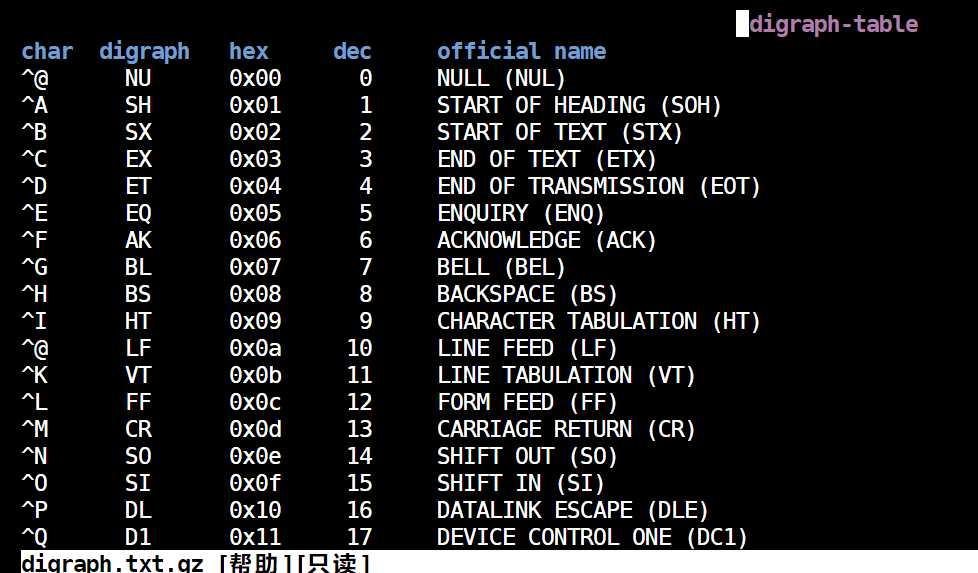 digraph-table
char digraph hex dec official name
^@ NU 0x00 0 NULL (NUL)
^A SH 0x01 1 START OF HEADING (SOH)
^B SX 0x02 2 START OF TEXT (STX)
^C EX 0x03 3 END OF TEXT (ETX)
^D ET 0x04 4 END OF TRANSMISSION (EOT)
^E EQ 0x05 5 ENQUIRY (ENQ)
^F AK 0x06 6 ACKNOWLEDGE (ACK)
^G BL 0x07 7 BELL (BEL)
^H BS 0x08 8 BACKSPACE (BS)
^I HT 0x09 9 CHARACTER TABULATION (HT)
^@ LF 0x0a 10 LINE FEED (LF)
^K VT 0x0b 11 LINE TABULATION (VT)
^L FF 0x0c 12 FORM FEED (FF)
^M CR 0x0d 13 CARRIAGE RETURN (CR)
^N SO 0x0e 14 SHIFT OUT (SO)
^O SI 0x0f 15 SHIFT IN (SI)
^P DL 0x10 16 DATALINK ESCAPE (DLE)
^Q D1 0x11 17 DEVICE CONTROL ONE (DC1)
digraph.txt.gz [帮助][只读]